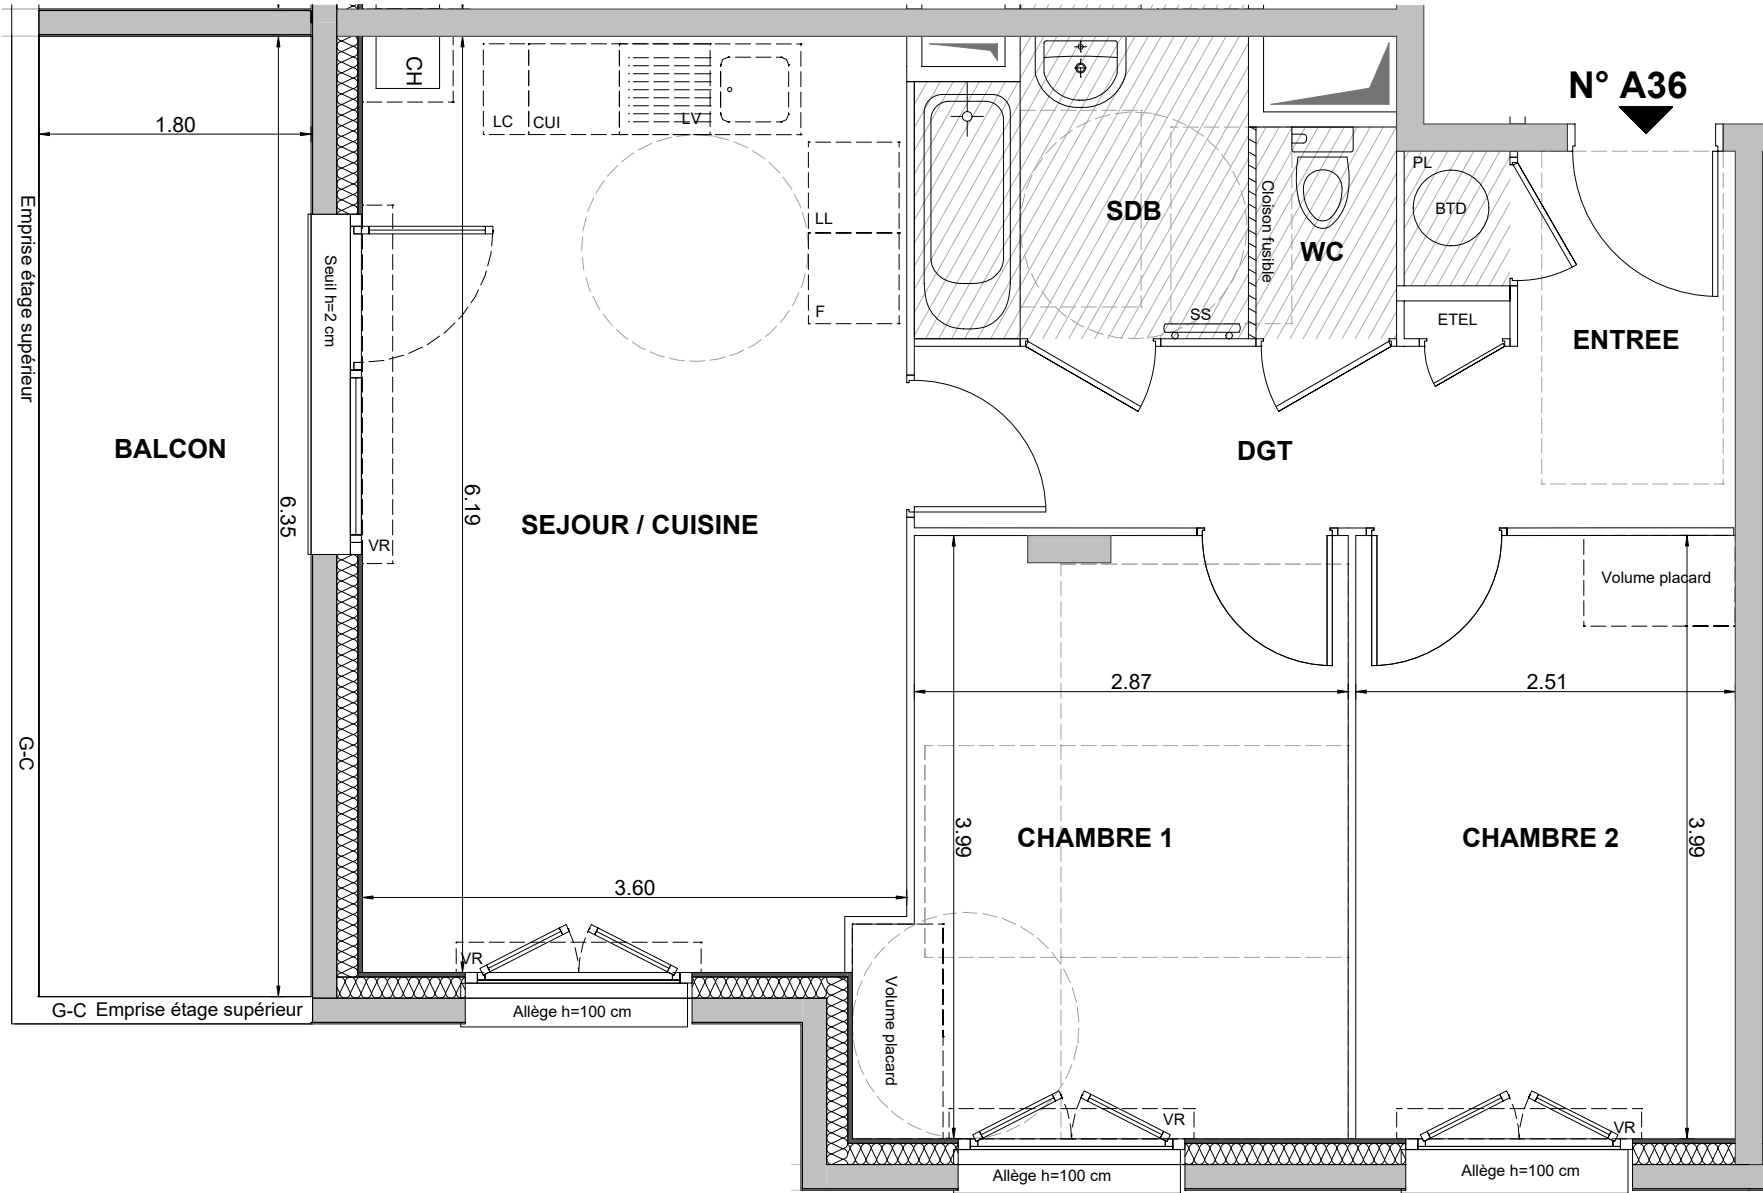 N° A36
CH
LC
CUI
LV
1.80
PL
BTD
LL
SDB
Cloison fusible
WC
Emprise étage supérieur
Seuil h=2 cm
F
SS
ETEL
ENTREE
BALCON
DGT
6.35
6.19
SEJOUR / CUISINE
VR
Volume placard
2.87
2.51
G-C
3.99
CHAMBRE 1
CHAMBRE 2
3.99
3.60
VR
G-C Emprise étage supérieur
Allège h=100 cm
Volume placard
VR
VR
Allège h=100 cm
Allège h=100 cm